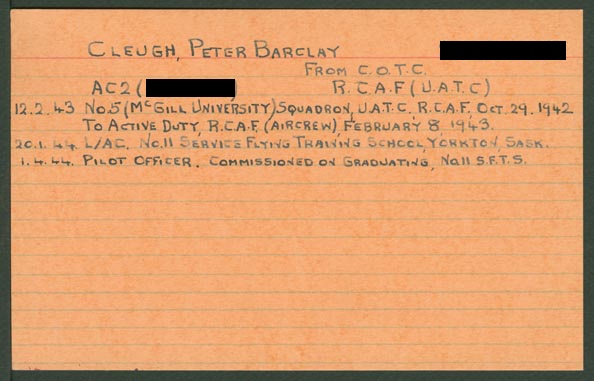 CLEUGH, PETER BARCLAY
FROM C.O.T.C.
AC2 ( ) R.C.A.F (U.A.T.C)
12.2.43 NO.5 (MCGILL UNIVERSITY) SQUADRON, U.A.T.C. R.C.A.F. OCT. 29. 1942
TO ACTIVE DUTY, R.C.A.F. (AIRCREW) FEBRUARY 8, 1943.
20.1.44. L/AC. NO.11 SERVICE FLYING TRAINING SCHOOL, YORKTON, SASK.
1.4.44. PILOT OFFICER. COMMISSIONED ON GRADUATING, NO.11 S.F.T.S.